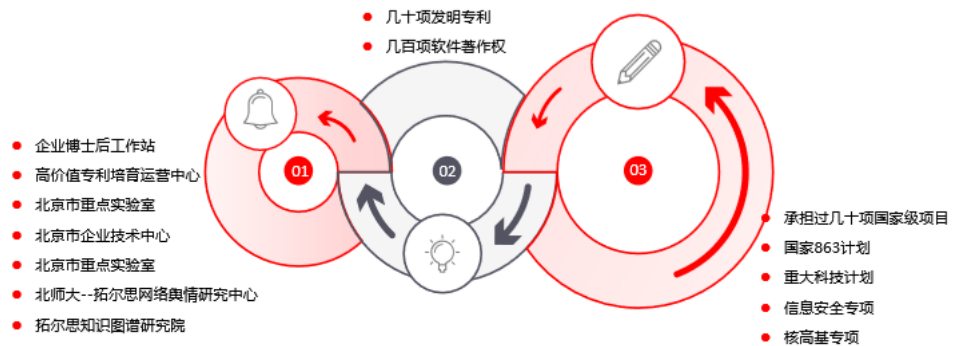 几十项发明专利
几百项软件著作权
01
企业博士后工作站
高价值专利培育运营中心
北京市重点实验室
北京市企业技术中心
北京市重点实验室
北师大--拓尔思网络舆情研究中心
拓尔思知识图谱研究院
02
03
承担过几十项国家级项目
国家863计划
重大科技计划
信息安全专项
核高基专项